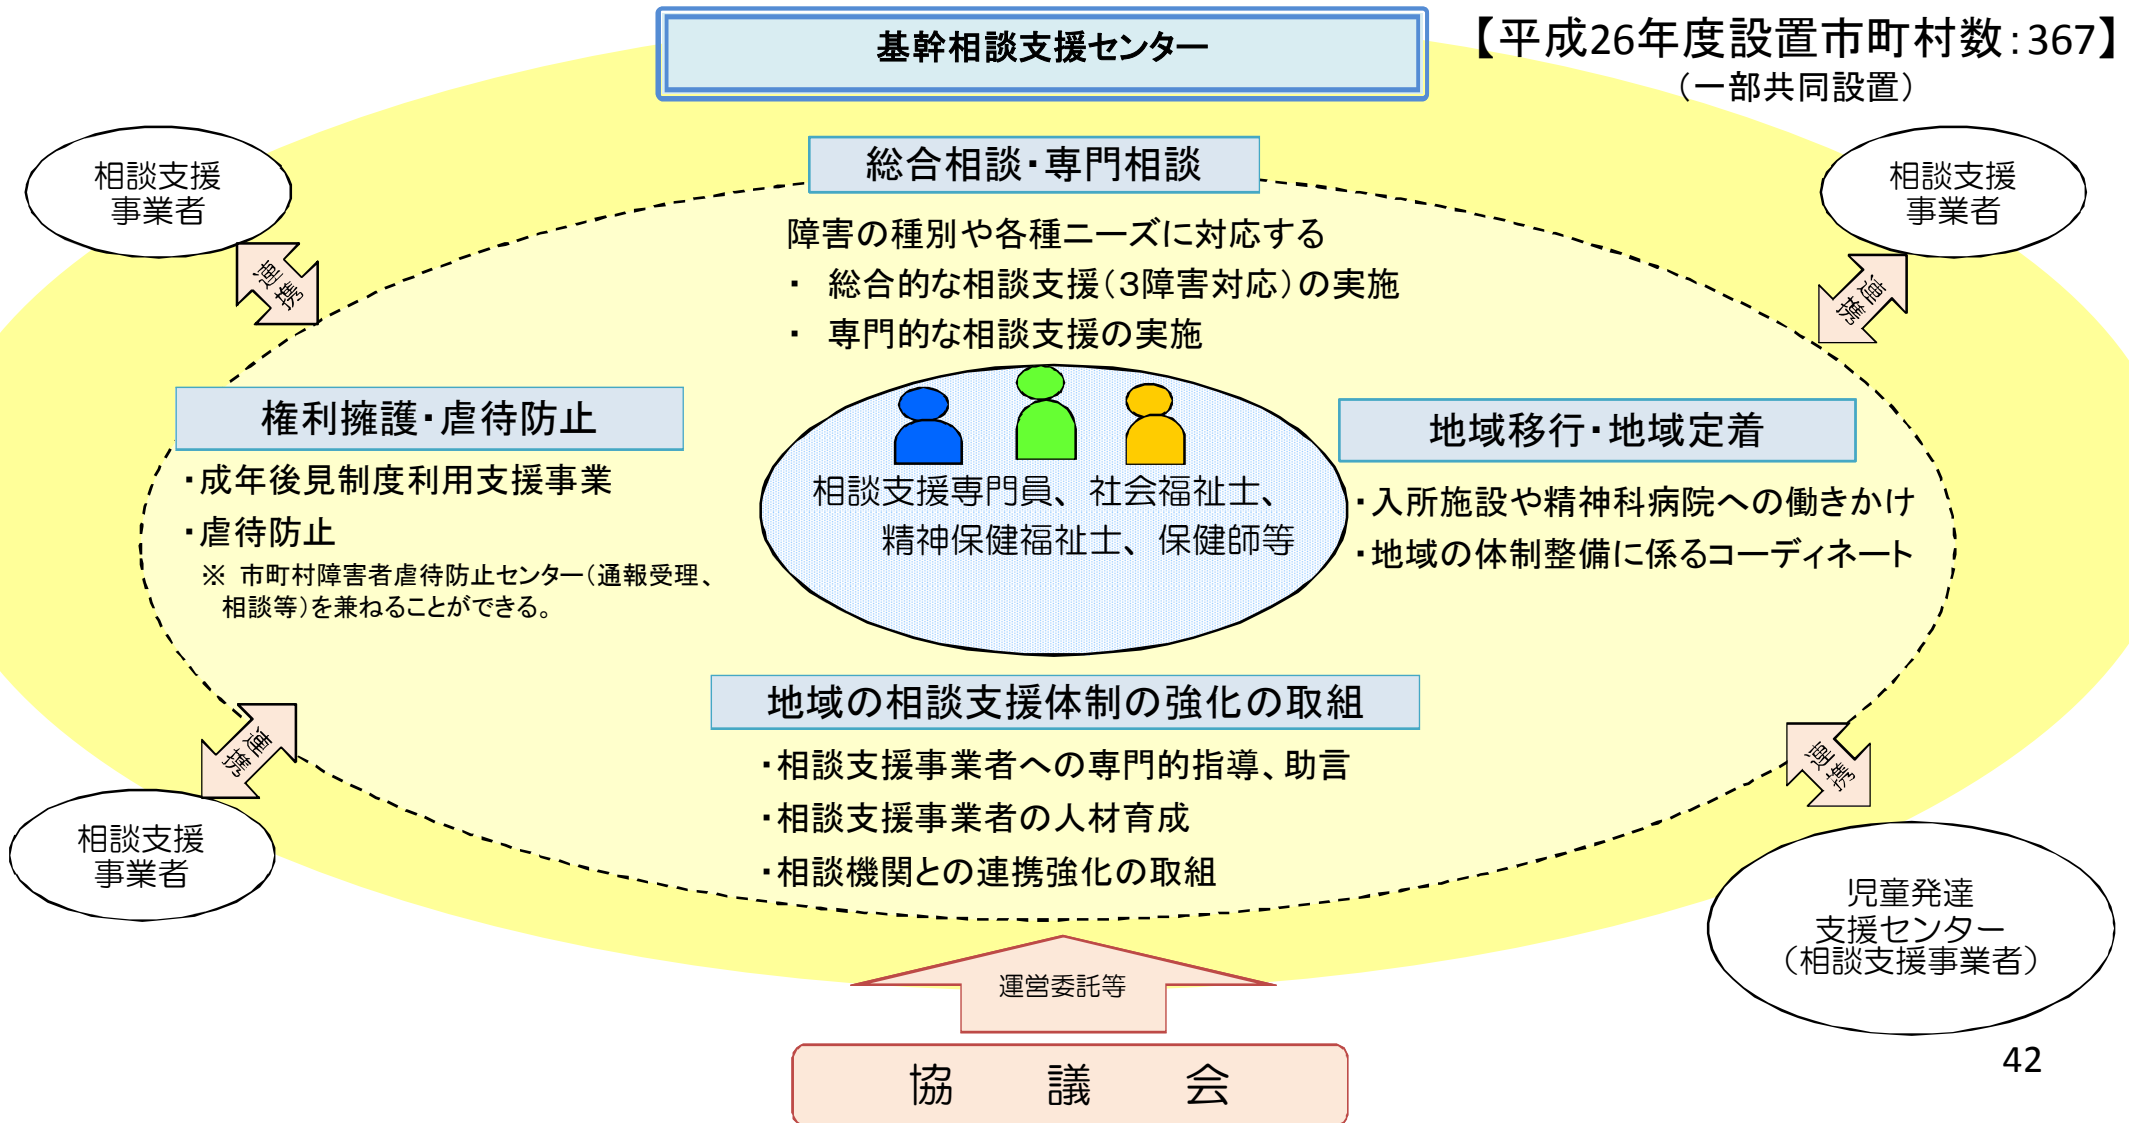 基幹相談支援センター
【平成26年度設置市町村数：367】
（一部共同設置）
相談支援
事業者
連携
総合相談・専門相談
障害の種別や各種ニーズに対応する
・ 総合的な相談支援（３障害対応）の実施
・ 専門的な相談支援の実施
相談支援
事業者
連携
権利擁護・虐待防止
・成年後見制度利用支援事業
・虐待防止
※ 市町村障害者虐待防止センター（通報受理、
相談等）を兼ねることができる。
相談支援専門員、社会福祉士、
精神保健福祉士、保健師等
地域移行・地域定着
・入所施設や精神科病院への働きかけ
・地域の体制整備に係るコーディネート
地域の相談支援体制の強化の取組
・相談支援事業者への専門的指導、助言
・相談支援事業者の人材育成
・相談機関との連携強化の取組
連携
相談支援
事業者
連携
児童発達
支援センター
（相談支援事業者）
運営委託等
協 議 会
42